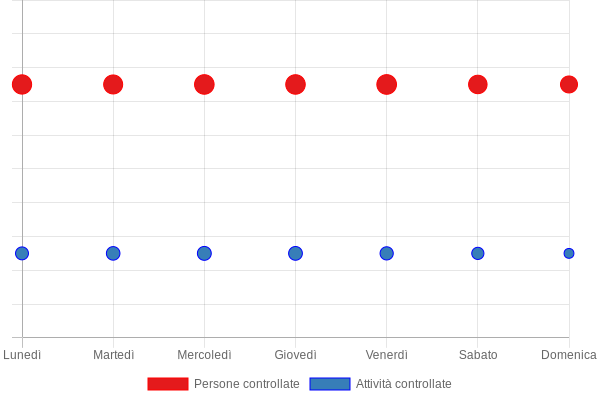 Lunedì Martedì Mercoledì Giovedì Venerdì Sabato Domenica
Persone controllate Attività controllate